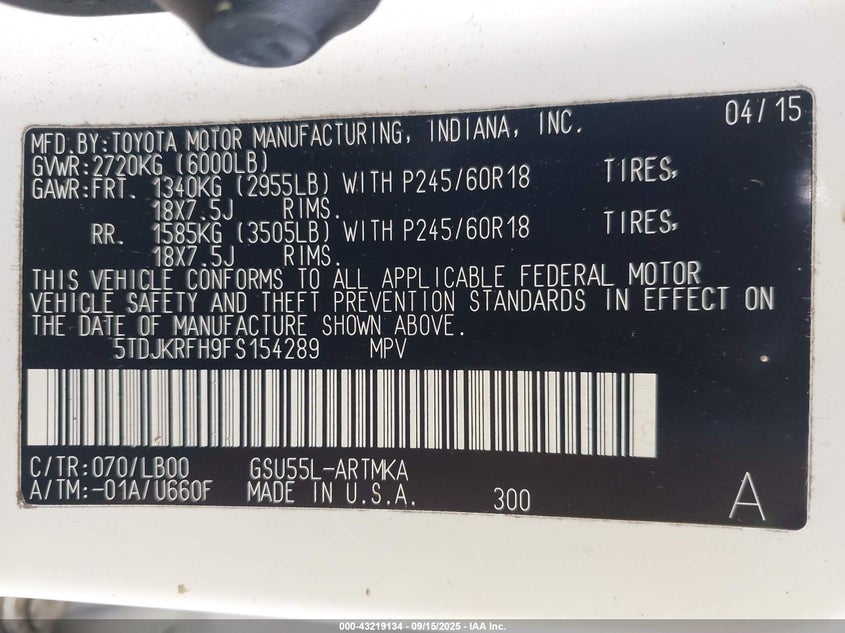 04/15
MFD.BY:TOYOTA MOTOR MANUFACTURING, INDIANA, INC.
GVWR:2720KG (6000LB)
GAWR:FRT. 1340KG (2955LB) WITH P245/60R18 TIRES,
18X7.5J RIMS.
RR. 1585KG (3505LB) WITH P245/60R18 TIRES,
18X7.5J RIMS.
THIS VEHICLE CONFORMS TO ALL APPLICABLE FEDERAL MOTOR
VEHICLE SAFETY AND THEFT PREVENTION STANDARDS IN EFFECT ON
THE DATE OF MANUFACTURE SHOWN ABOVE.
5TDJKRFH9FS154289 MPV
C/TR:070/LB00 GSU55L-ARTMKA
A/TM:-01A/U660F MADE IN U.S.A. 300 A
000-43219134 - 09/15/2025 - IAA Inc.